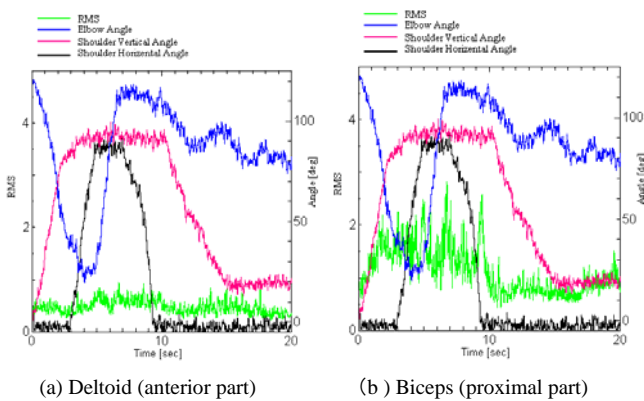 RMS
Elbow Angle
Shoulder Vertical Angle
Shoulder Horizental Angle
4
2
0
RMS
100
50
0
Angle [deg]
0
10
20
Time [sec]
(a) Deltoid (anterior part)
RMS
Elbow Angle
Shoulder Vertical Angle
Shoulder Horizental Angle
4
2
0
RMS
100
50
0
Angle [deg]
0
10
20
Time [sec]
(b ) Biceps (proximal part)